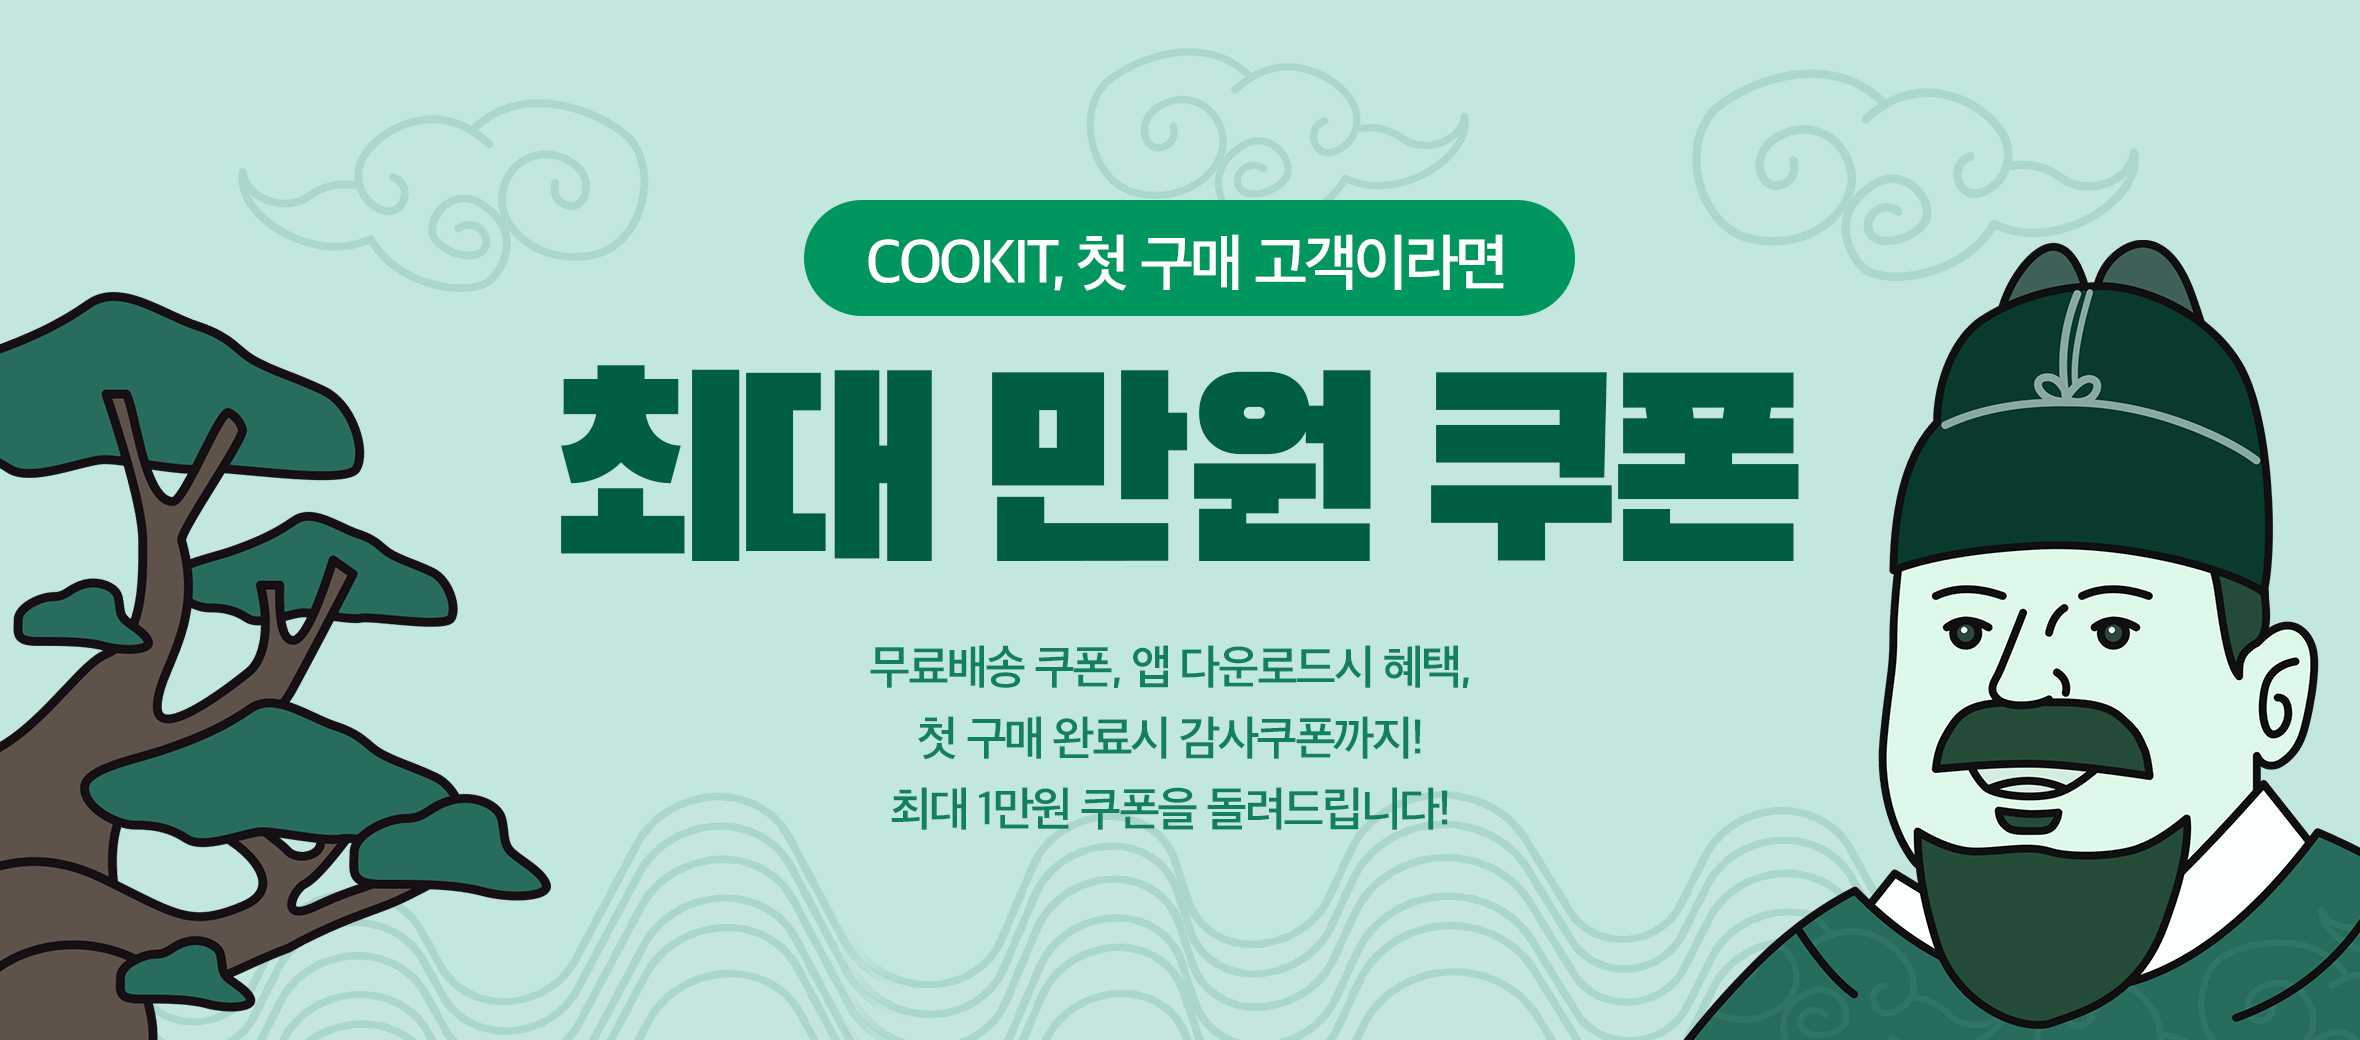 COOKIT, 첫 구매 고객이라면
최대 만원 쿠폰
무료배송 쿠폰, 앱 다운로드시 혜택,
첫 구매 완료시 감사쿠폰까지!
최대 1만원 쿠폰을 돌려드립니다!